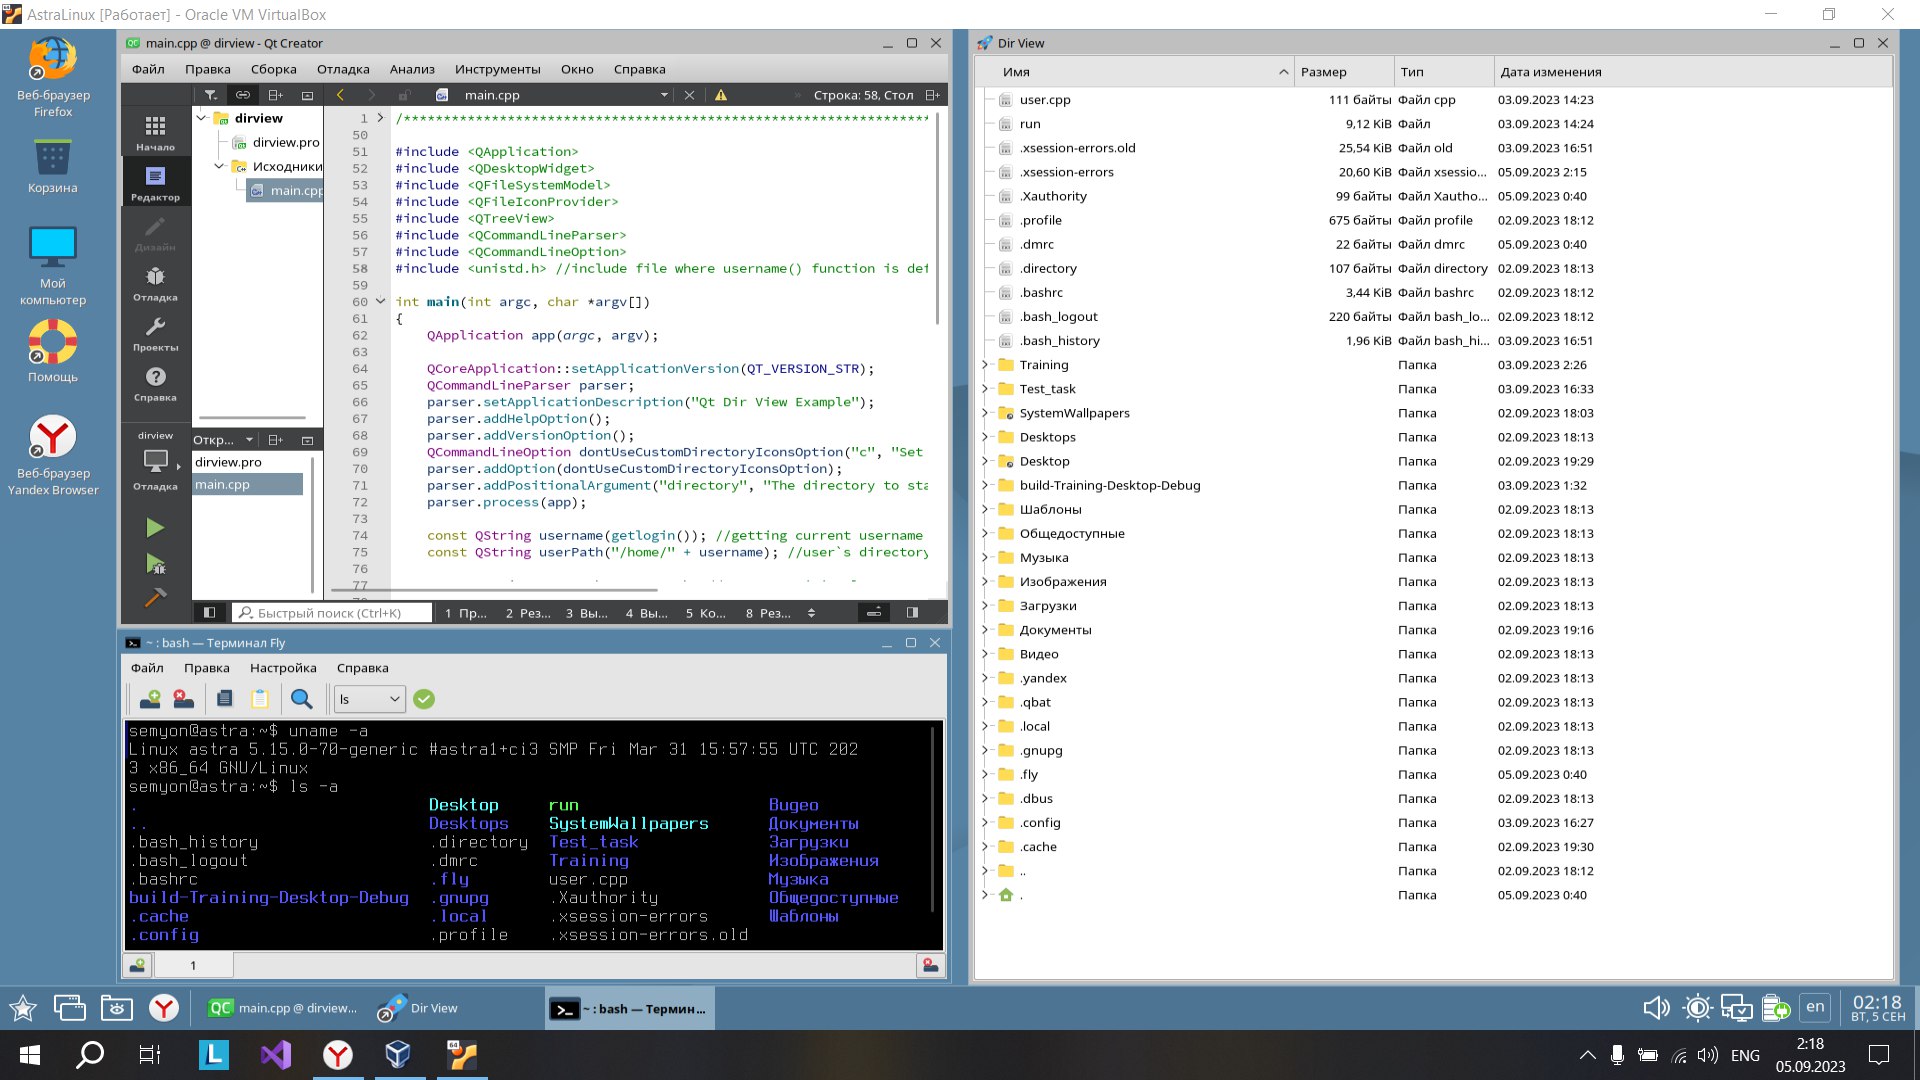 AstraLinux [Работает] - Oracle VM VirtualBox
Веб-браузер
Firefox
Корзина
Мой
компьютер
Помощь
Веб-браузер
Yandex Browser
main.cpp @ dirview - Qt Creator
Файл Правка Сборка Отладка Анализ Инструменты Окно Справка
main.cpp Строка: 58, Стол
Начало
Редактор
Дизайн
Отладка
Проекты
Справка
dirview
Отладка
dirview
dirview.pro
Исходники
main.cpp
Откр...
dirview.pro
main.cpp
1 /******************************************************************
50
51 #include <QApplication>
52 #include <QDesktopWidget>
53 #include <QFileSystemModel>
54 #include <QFileIconProvider>
55 #include <QTreeView>
56 #include <QCommandLineParser>
57 #include <QCommandLineOption>
58 #include <unistd.h> //include file where username() function is def
59
60 int main(int argc, char *argv[])
61 {
62 QApplication app(argc, argv);
63
64 QCoreApplication::setApplicationVersion(QT_VERSION_STR);
65 QCommandLineParser parser;
66 parser.setApplicationDescription("Qt Dir View Example");
67 parser.addHelpOption();
68 parser.addVersionOption();
69 QCommandLineOption dontUseCustomDirectoryIconsOption("c", "Set
70 parser.addOption(dontUseCustomDirectoryIconsOption);
71 parser.addPositionalArgument("directory", "The directory to sta
72 parser.process(app);
73
74 const QString username(getlogin()); //getting current username
75 const QString userPath("/home/" + username); //user`s directory
76
77
Быстрый поиск (Ctrl+K) 1 Пр... 2 Рез... 3 Вы... 4 Вы... 5 Ко... 8 Рез...
~ : bash — Терминал Fly
Файл Правка Настройка Справка
ls
semyon@astra:~$ uname -a
Linux astra 5.15.0-70-generic #astra1+ci3 SMP Fri Mar 31 15:57:55 UTC 202
3 x86_64 GNU/Linux
semyon@astra:~$ ls -a
. Desktop run Видео
.. Desktops SystemWallpapers Документы
.bash_history .directory Test_task Загрузки
.bash_logout .dmrc Training Изображения
.bashrc .fly user.cpp Музыка
build-Training-Desktop-Debug .gnupg .Xauthority Общедоступные
.cache .local .xsession-errors Шаблоны
.config .profile .xsession-errors.old
1
Dir View
Имя Размер Тип Дата изменения
user.cpp 111 байты Файл cpp 03.09.2023 14:23
run 9,12 KiB Файл 03.09.2023 14:24
.xsession-errors.old 25,54 KiB Файл old 03.09.2023 16:51
.xsession-errors 20,60 KiB Файл xsessio... 05.09.2023 2:15
.Xauthority 99 байты Файл Xautho... 05.09.2023 0:40
.profile 675 байты Файл profile 02.09.2023 18:12
.dmrc 22 байты Файл dmrc 05.09.2023 0:40
.directory 107 байты Файл directory 02.09.2023 18:13
.bashrc 3,44 KiB Файл bashrc 02.09.2023 18:12
.bash_logout 220 байты Файл bash_lo... 02.09.2023 18:12
.bash_history 1,96 KiB Файл bash_hi... 03.09.2023 16:51
Training Папка 03.09.2023 2:26
Test_task Папка 03.09.2023 16:33
SystemWallpapers Папка 02.09.2023 18:03
Desktops Папка 02.09.2023 18:13
Desktop Папка 02.09.2023 19:29
build-Training-Desktop-Debug Папка 03.09.2023 1:32
Шаблоны Папка 02.09.2023 18:13
Общедоступные Папка 02.09.2023 18:13
Музыка Папка 02.09.2023 18:13
Изображения Папка 02.09.2023 18:13
Загрузки Папка 02.09.2023 18:13
Документы Папка 02.09.2023 19:16
Видео Папка 02.09.2023 18:13
.yandex Папка 02.09.2023 18:13
.qbat Папка 02.09.2023 18:13
.local Папка 02.09.2023 18:13
.gnupg Папка 02.09.2023 18:13
.fly Папка 05.09.2023 0:40
.dbus Папка 02.09.2023 18:13
.config Папка 03.09.2023 16:27
.cache Папка 02.09.2023 19:30
.. Папка 02.09.2023 18:12
. Папка 05.09.2023 0:40
main.cpp @ dirview... Dir View ~ : bash — Термин... en 02:18
ВТ, 5 СЕН
ENG 2:18
05.09.2023